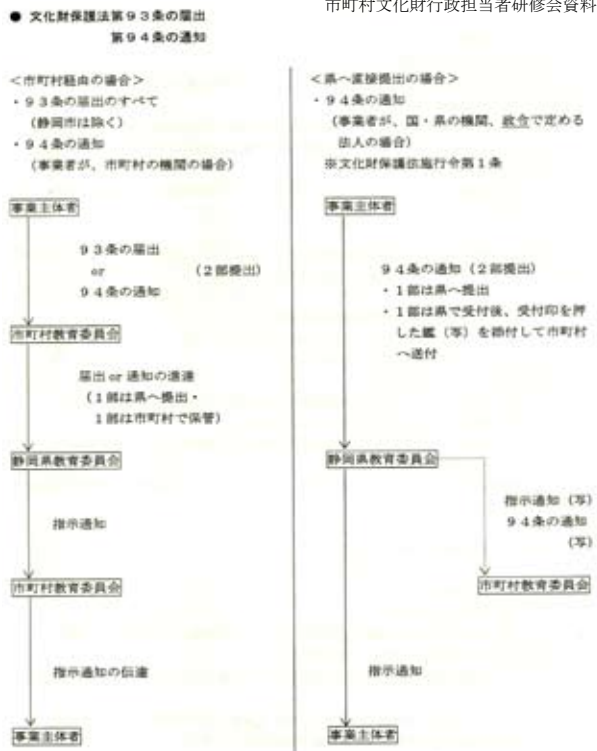 市町村文化財行政担当者研修会資料
● 文化財保護法第９３条の届出
第９４条の通知
＜市町村経由の場合＞
・９３条の届出のすべて
（静岡市は除く）
・９４条の通知
（事業者が、市町村の機関の場合）
事業主体者
９３条の届出
or　（２部提出）
９４条の通知
市町村教育委員会
届出 or 通知の進達
（１部は県へ提出・
１部は市町村で保管）
静岡県教育委員会
指示通知
市町村教育委員会
指示通知の伝達
事業主体者
＜県へ直接提出の場合＞
・９４条の通知
（事業者が、国・県の機関、政令で定める
法人の場合）
※文化財保護法施行令第１条
事業主体者
９４条の通知（２部提出）
・１部は県へ提出
・１部は県で受付後、受付印を押
した鑑（写）を添付して市町村
へ送付
静岡県教育委員会
指示通知（写）
９４条の通知
（写）
市町村教育委員会
指示通知
事業主体者